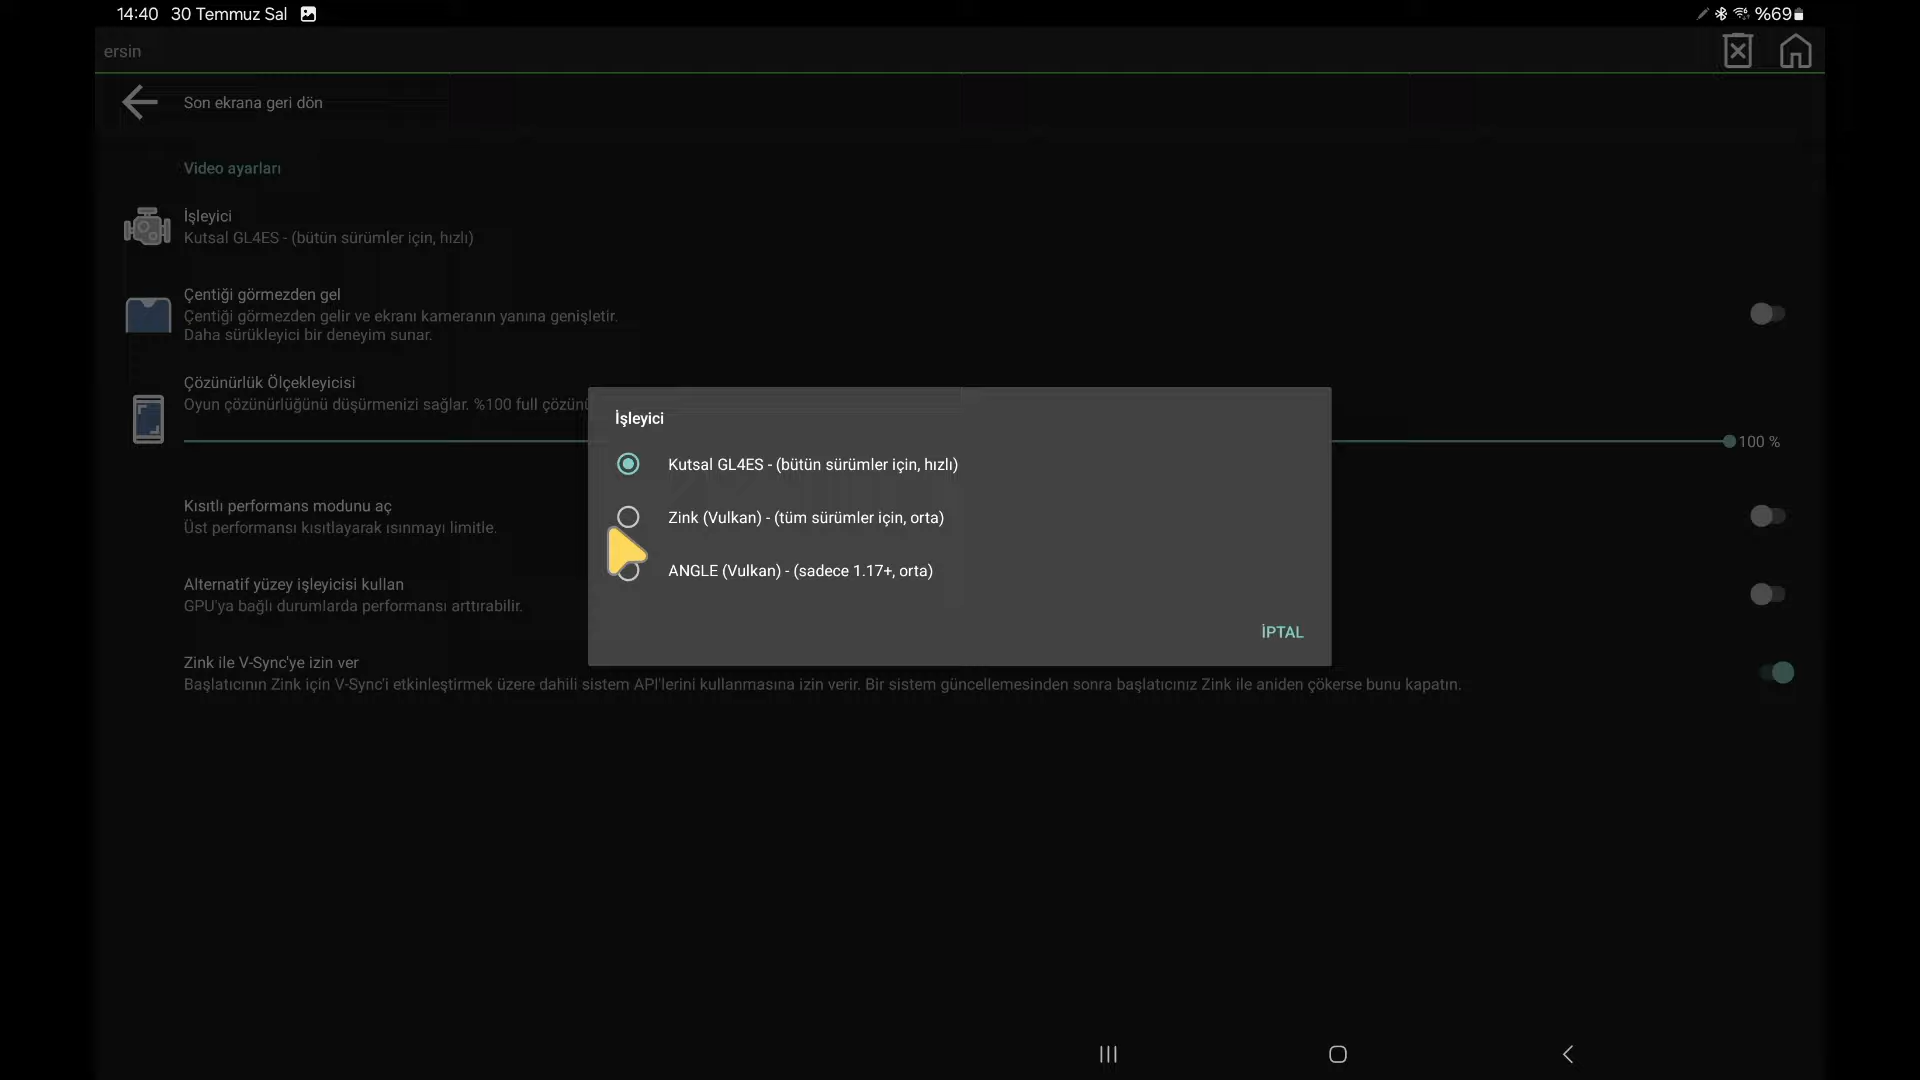 14:40 30 Temmuz Sal
%69
ersin
Son ekrana geri dön
Video ayarları
İşleyici
Kutsal GL4ES - (bütün sürümler için, hızlı)
Çentiği görmezden gel
Çentiği görmezden gelir ve ekranı kameranın yanına genişletir.
Daha sürükleyici bir deneyim sunar.
Çözünürlük Ölçekleyicisi
Oyun çözünürlüğünü düşürmenizi sağlar. %100 full
100 %
İşleyici
Kutsal GL4ES - (bütün sürümler için, hızlı)
Zink (Vulkan) - (tüm sürümler için, orta)
ANGLE (Vulkan) - (sadece 1.17+, orta)
İPTAL
Kısıtlı performans modunu aç
Üst performansı kısıtlayarak ısınmayı limitle.
Alternatif yüzey işleyicisi kullan
GPU'ya bağlı durumlarda performansı arttırabilir.
Zink ile V-Sync'ye izin ver
Başlatıcının Zink için V-Sync'i etkinleştirmek üzere dahili sistem API'lerini kullanmasına izin verir. Bir sistem güncellemesinden sonra başlatıcınız Zink ile aniden çökerse bunu kapatın.